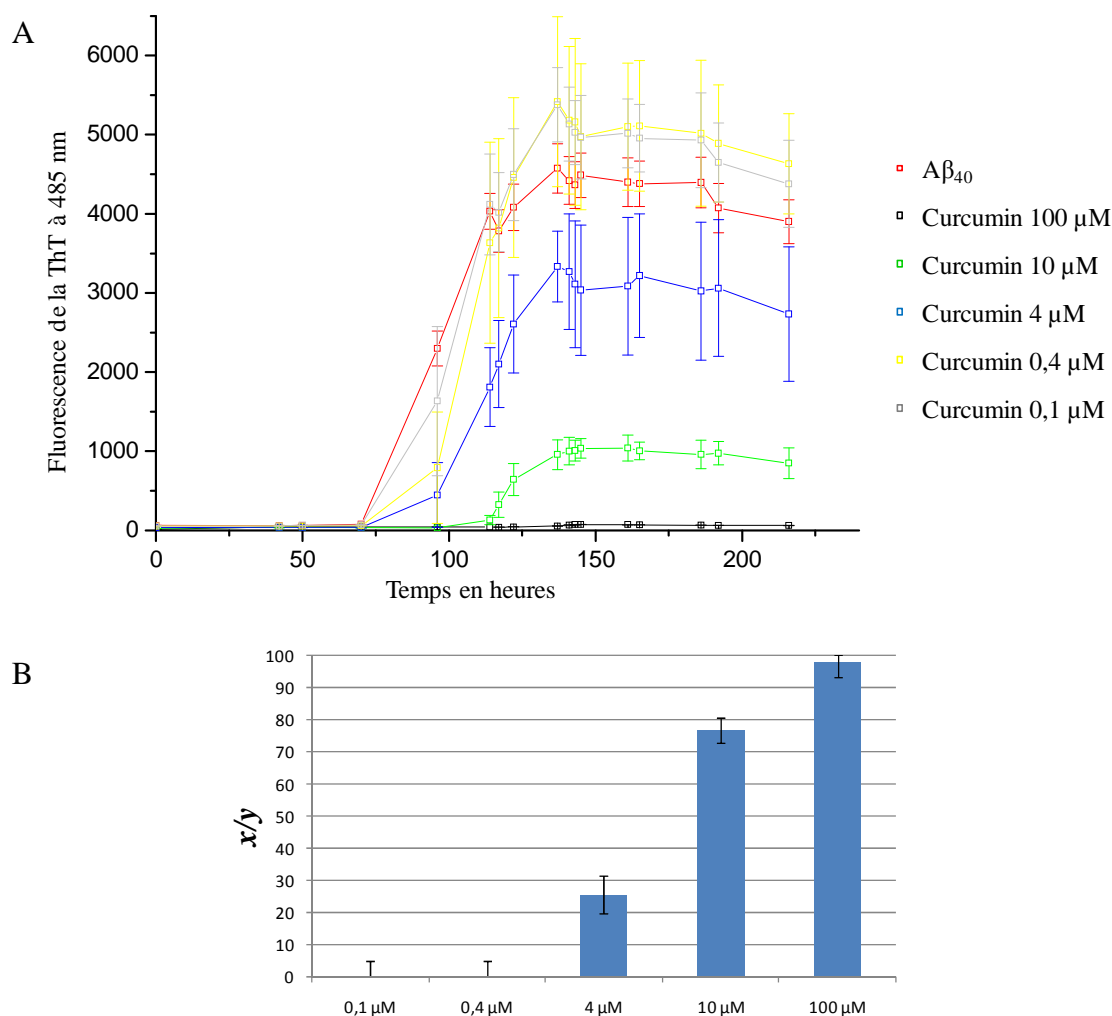 A
Fluorescence de la ThT à 485 nm
6000
5000
4000
3000
2000
1000
0
0
50
100
150
200
Temps en heures
Aβ40
Curcumin 100 µM
Curcumin 10 µM
Curcumin 4 µM
Curcumin 0,4 µM
Curcumin 0,1 µM
B
x/y
100
90
80
70
60
50
40
30
20
10
0
0,1 µM
0,4 µM
4 µM
10 µM
100 µM